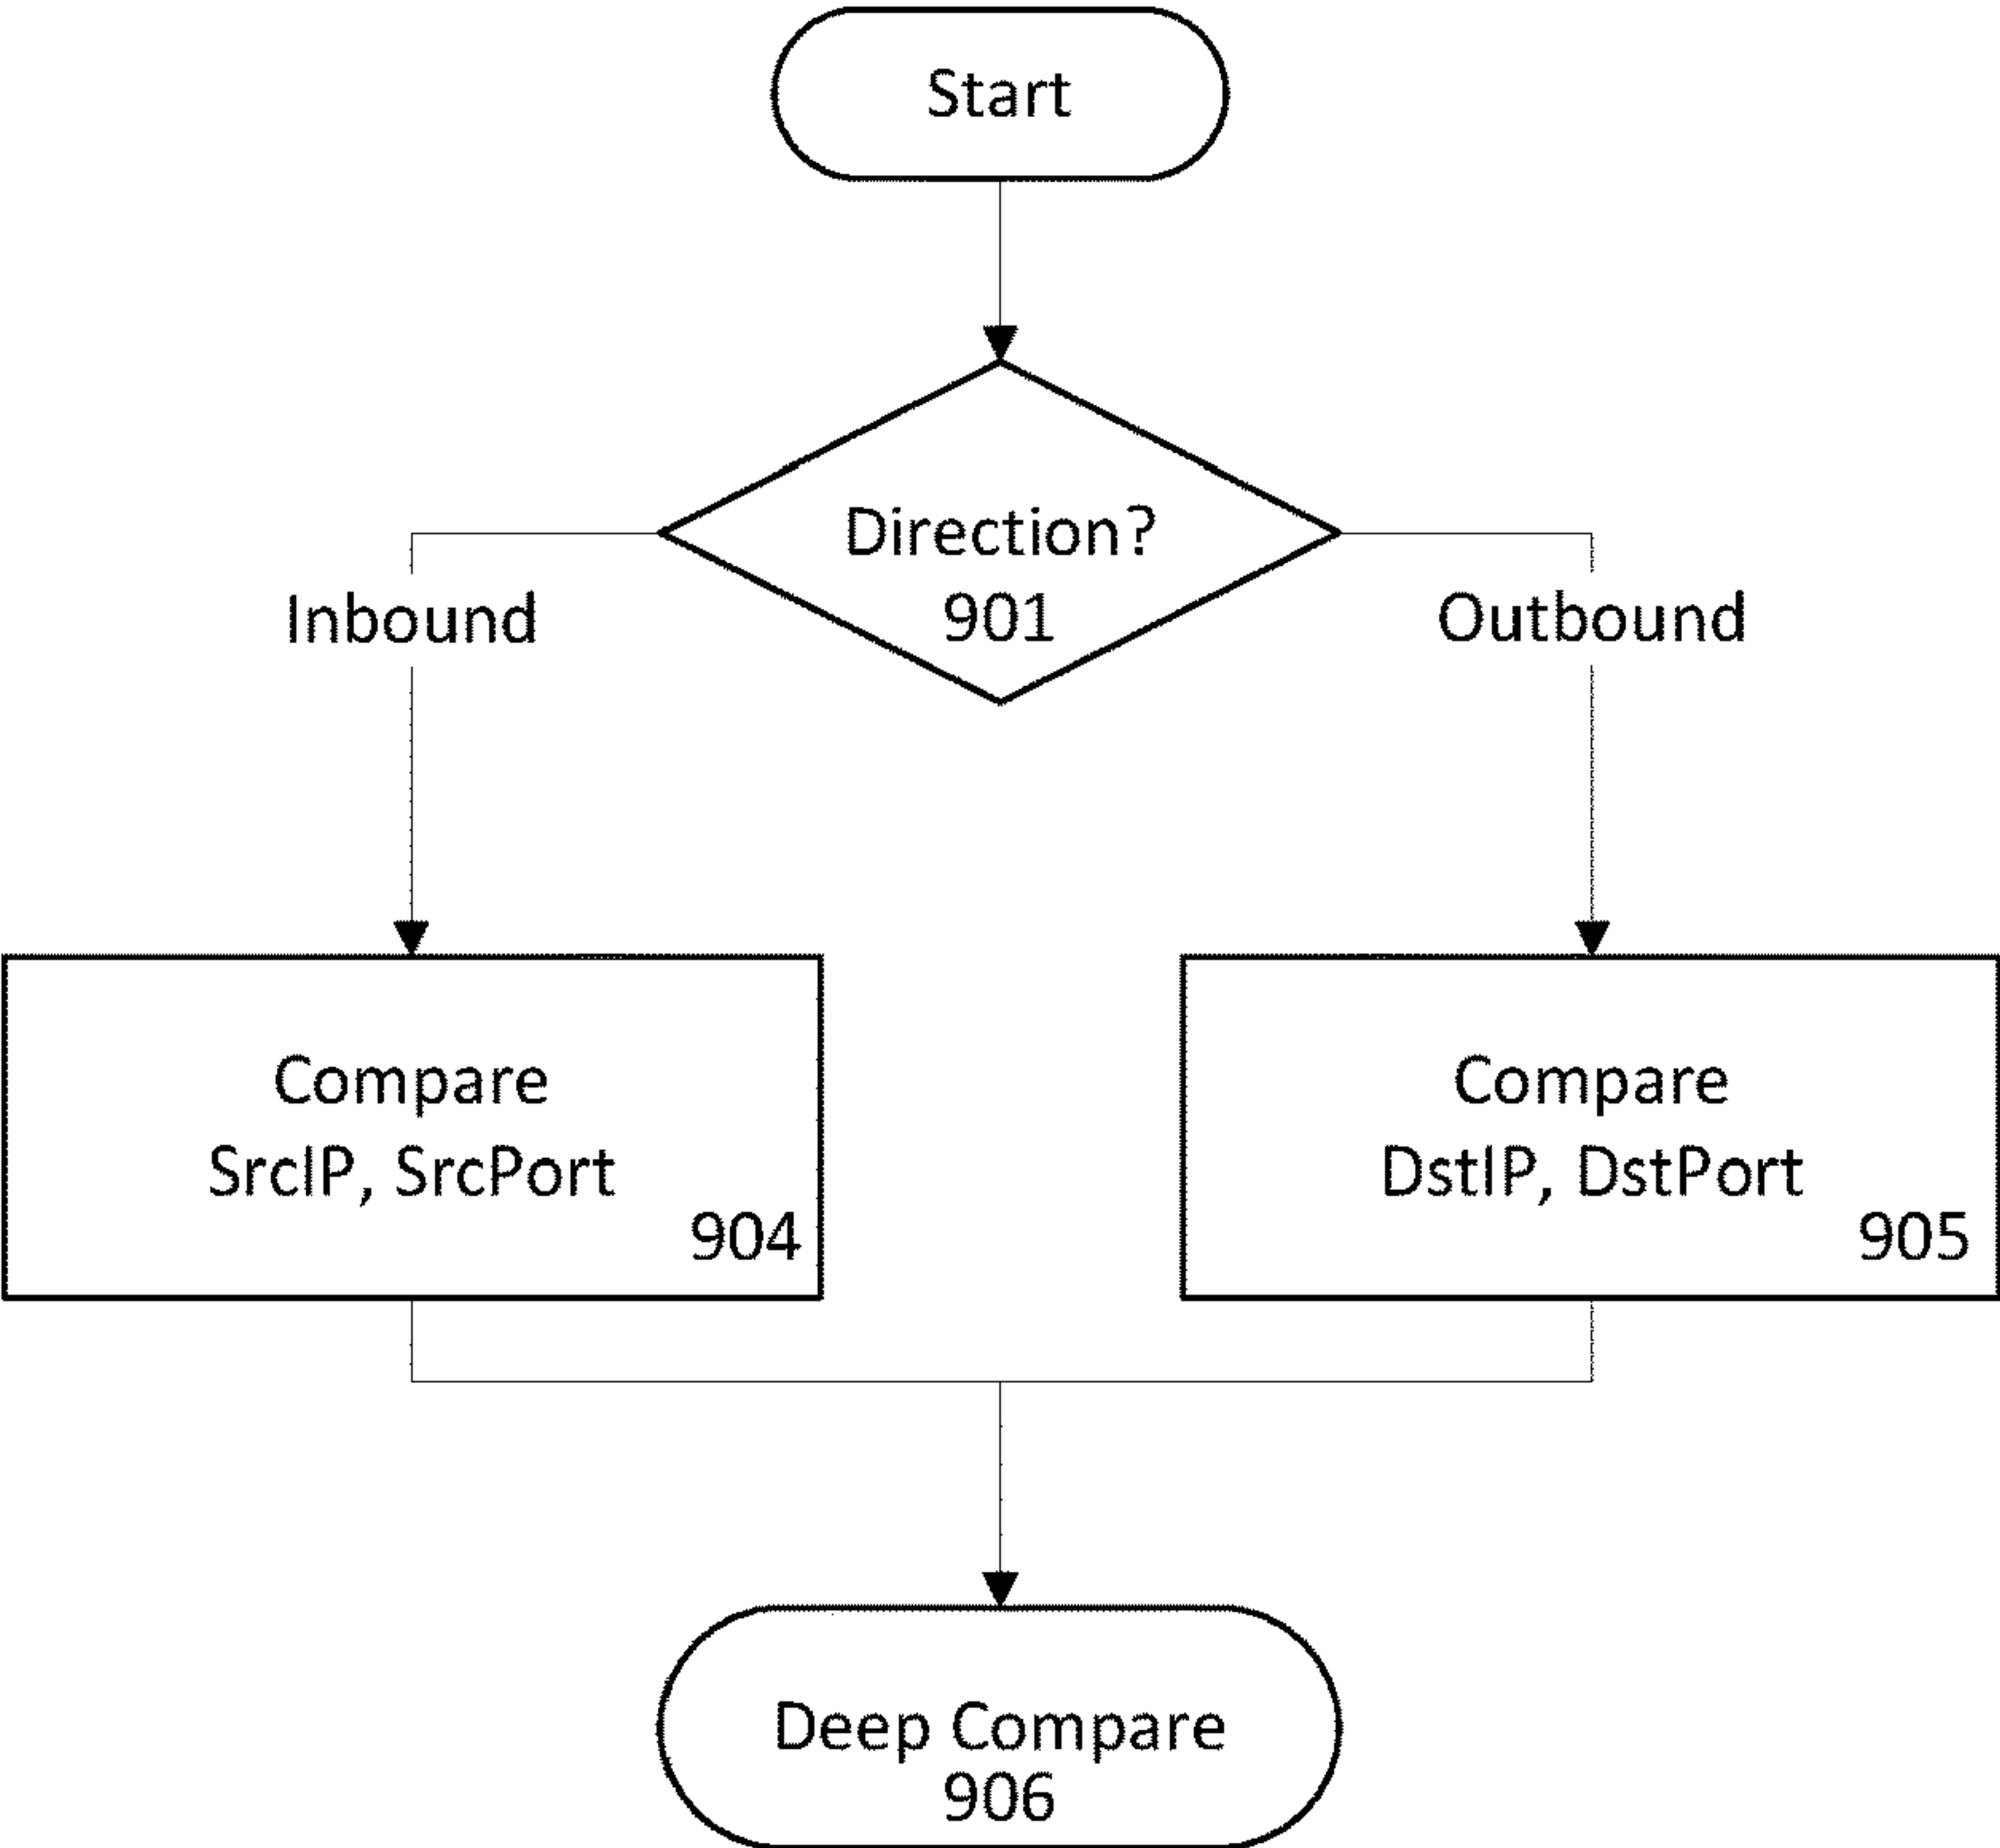 Start
Direction?
901
Inbound
Outbound
Compare
SrcIP, SrcPort
904
Compare
DstIP, DstPort
905
Deep Compare
906